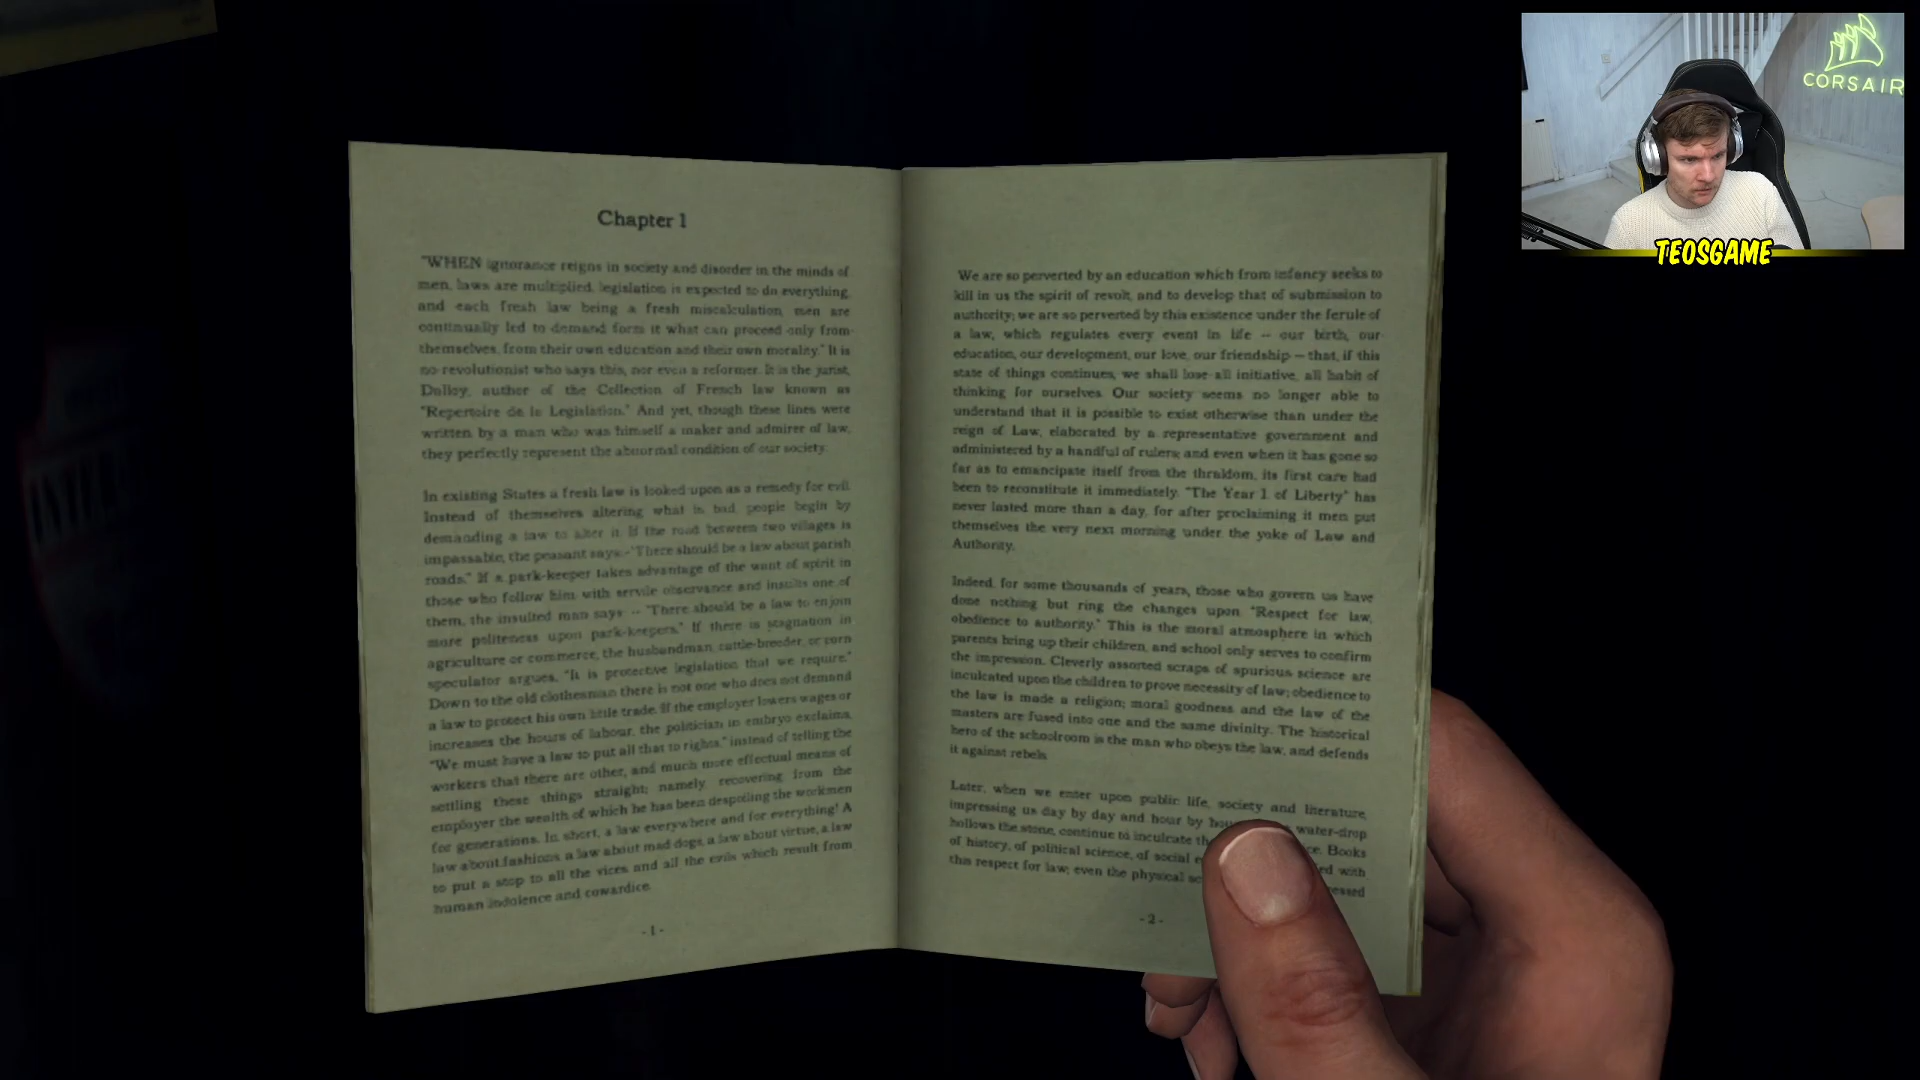 CORSAIR
TEOSGAME
Chapter 1
"WHEN ignorance reigns in society and disorder in the minds of
men, laws are multiplied, legislation is expected to do everything,
and each fresh law being a fresh miscalculation, men are
continually led to demand form it what can proceed only from
themselves, from their own education and their own morality." It is
no revolutionist who says this, nor even a reformer. It is the jurist,
Dalloy, author of the Collection of French law known as
"Repertoire de la Legislation." And yet, though these lines were
written by a man who was himself a maker and admirer of law,
they perfectly represent the abnormal condition of our society.
In existing States a fresh law is looked upon as a remedy for evil.
Instead of themselves altering what is bad, people begin by
demanding a law to alter it. If the road between two villages is
impassable, the peasant says:- "There should be a law about parish
roads." If a park-keeper takes advantage of the want of spirit in
those who follow him with servile observance and insults one of
them, the insulted man says -- "There should be a law to enjoin
more politeness upon park-keepers." If there is stagnation in
agriculture or commerce, the husbandman, cattle-breeder, or corn
speculator argues, "It is protective legislation that we require."
Down to the old clothesman there is not one who does not demand
a law to protect his own little trade. If the employer lowers wages or
increases the hours of labour, the politician in embryo exclaims,
"We must have a law to put all that to rights." instead of telling the
workers that there are other, and much more effectual means of
settling these things straight; namely, recovering from the
employer the wealth of which he has been despoiling the workmen
for generations. In short, a law everywhere and for everything! A
law about fashions, a law about mad dogs, a law about virtue, a law
to put a stop to all the vices and all the evils which result from
human indolence and cowardice.
-1-
We are so perverted by an education which from infancy seeks to
kill in us the spirit of revolt, and to develop that of submission to
authority; we are so perverted by this existence under the ferule of
a law, which regulates every event in life -- our birth, our
education, our development, our love, our friendship -- that, if this
state of things continues, we shall lose all initiative, all habit of
thinking for ourselves. Our society seems no longer able to
understand that it is possible to exist otherwise than under the
reign of Law, elaborated by a representative government and
administered by a handful of rulers; and even when it has gone so
far as to emancipate itself from the thraldom, its first care had
been to reconstitute it immediately. "The Year I. of Liberty" has
never lasted more than a day, for after proclaiming it men put
themselves the very next morning under the yoke of Law and
Authority.
Indeed, for some thousands of years, those who govern us have
done nothing but ring the changes upon "Respect for law,
obedience to authority." This is the moral atmosphere in which
parents bring up their children, and school only serves to confirm
the impression. Cleverly assorted scraps of spurious science are
inculcated upon the children to prove necessity of law; obedience to
the law is made a religion; moral goodness and the law of the
masters are fused into one and the same divinity. The historical
hero of the schoolroom is the man who obeys the law, and defends
it against rebels.
Later, when we enter upon public life, society and literature,
impressing us day by day and hour by water-drop
hollows the stone, continue to inculcate Books
of history, of political science, of social with
this respect for law; even the physical
-2-